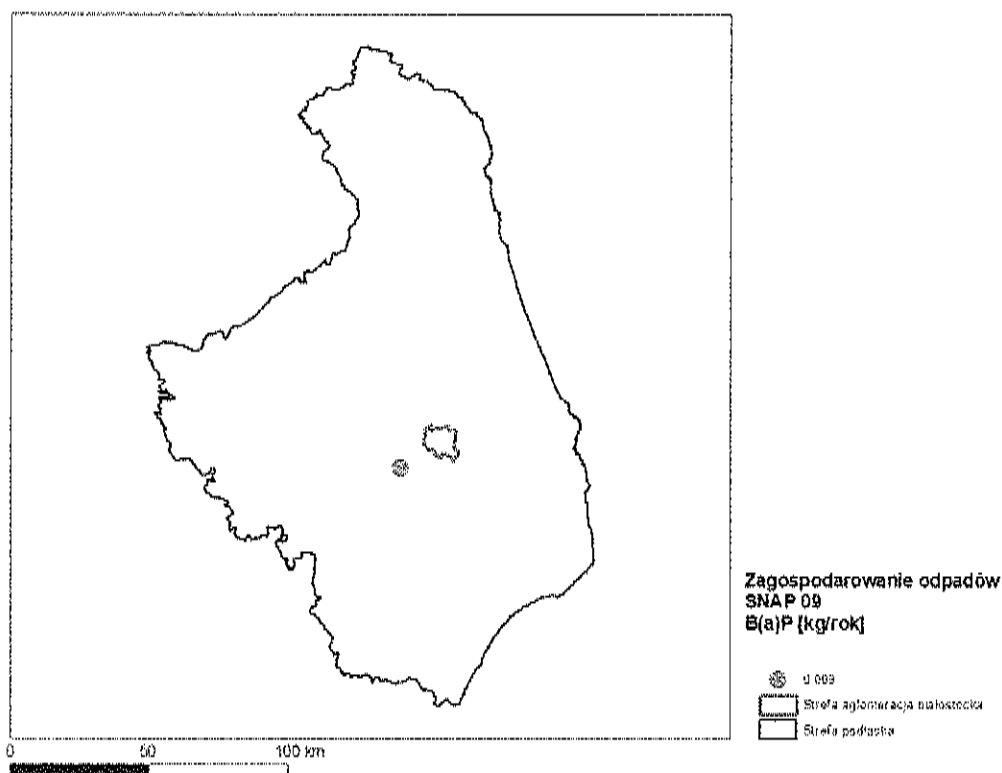 Zagospodarowanie odpadów
SNAP 09
B(a)P [kg/rok]
Strefa aglomeracja białostocka
Strefa podlaska
0 50 100 km